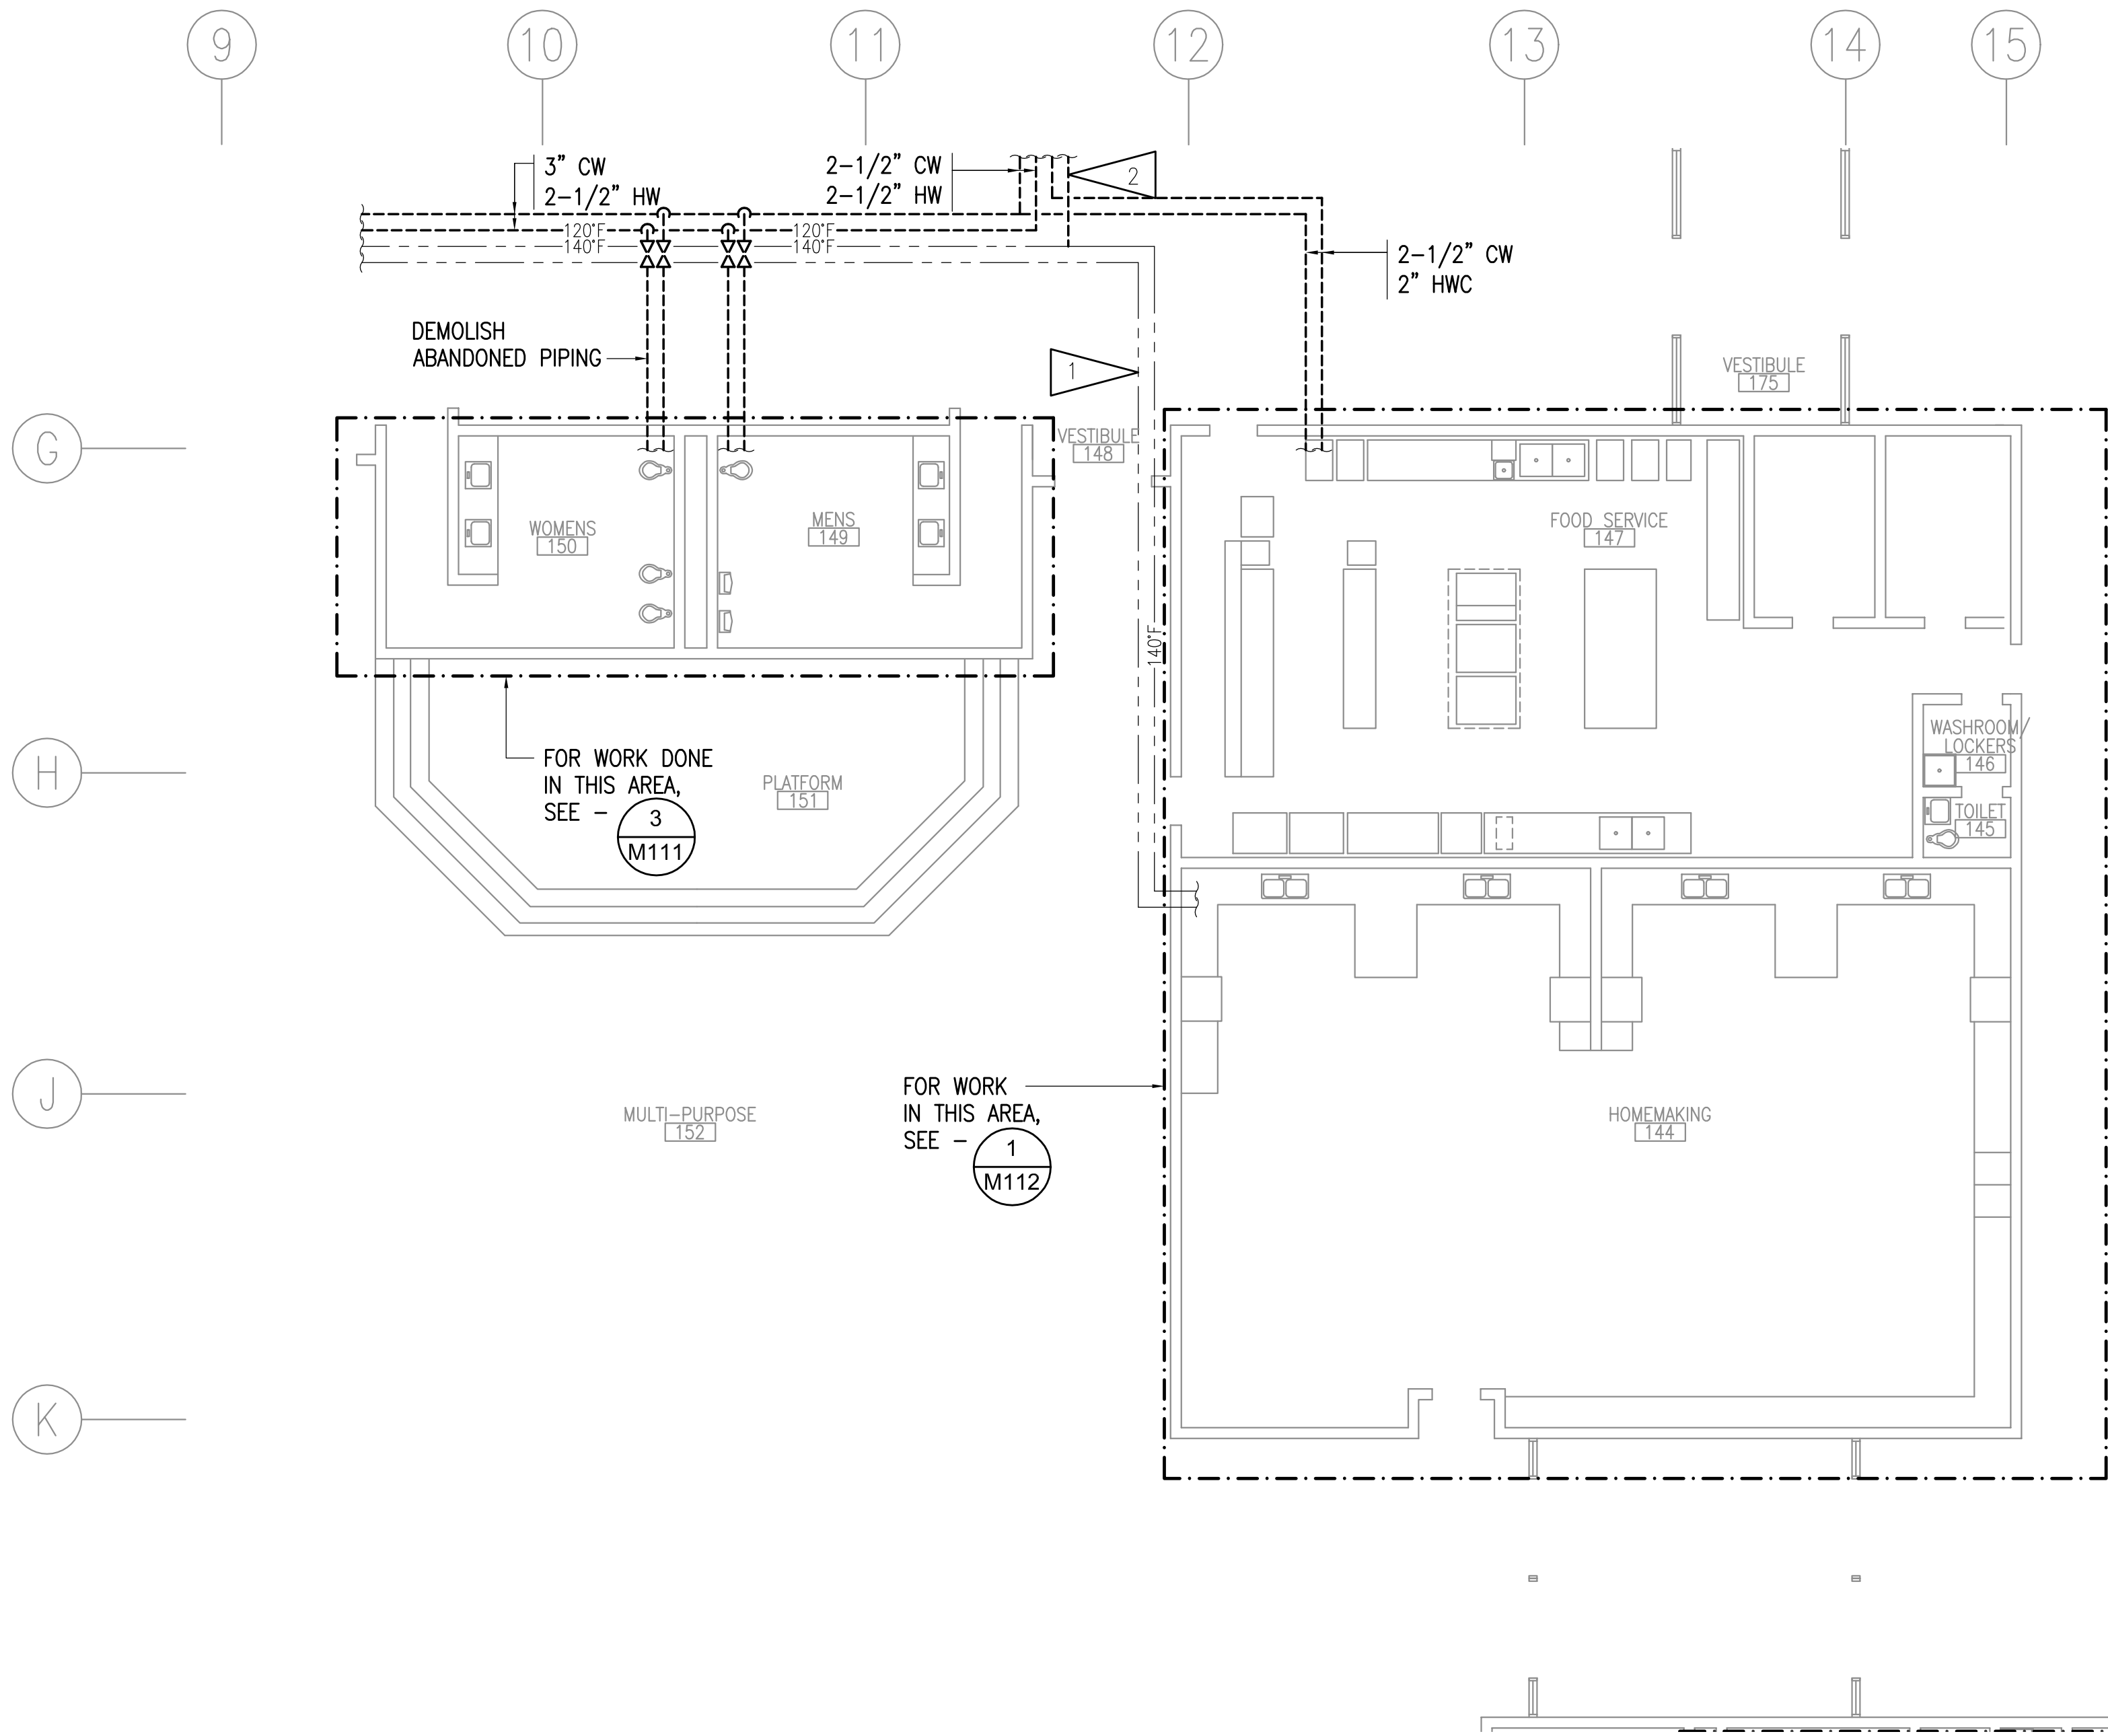 9 10 11 12 13 14 15
3" CW
2-1/2" HW
2-1/2" CW
2-1/2" HW
2
120°F 120°F
140°F 140°F
2-1/2" CW
2" HWC
DEMOLISH
ABANDONED PIPING
1
VESTIBULE
175
G
VESTIBULE
148
WOMENS
150
MENS
149
FOOD SERVICE
147
140°F
H
FOR WORK DONE
IN THIS AREA,
SEE -
3
M111
PLATFORM
151
WASHROOM/
LOCKERS
146
TOILET
145
J
MULTI-PURPOSE
152
FOR WORK
IN THIS AREA,
SEE -
1
M112
HOMEMAKING
144
K